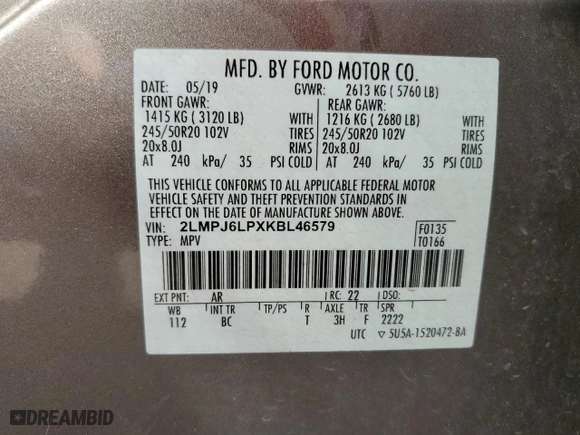 MFD. BY FORD MOTOR CO.
DATE: 05/19 GVWR: 2613 KG ( 5760 LB)
FRONT GAWR: REAR GAWR:
1415 KG ( 3120 LB) 1216 KG ( 2680 LB)
245/50R20 102V TIRES 245/50R20 102V TIRES
20x8.0J RIMS 20x8.0J RIMS
AT 240 kPa/ 35 PSI COLD AT 240 kPa/ 35 PSI COLD
THIS VEHICLE CONFORMS TO ALL APPLICABLE FEDERAL MOTOR
VEHICLE SAFETY AND THEFT PREVENTION STANDARDS IN
EFFECT ON THE DATE OF MANUFACTURE SHOWN ABOVE.
VIN: 2LMPJ6LPXKBL46579 F0135
TYPE: MPV T0166
EXT PNT: AR RC: 22 DSO:
WB INT TR TP/PS R AXLE TR SPR
112 BC T 3H F 2222
UTC ▽ 5U5A-1520472-BA
DREAMBID